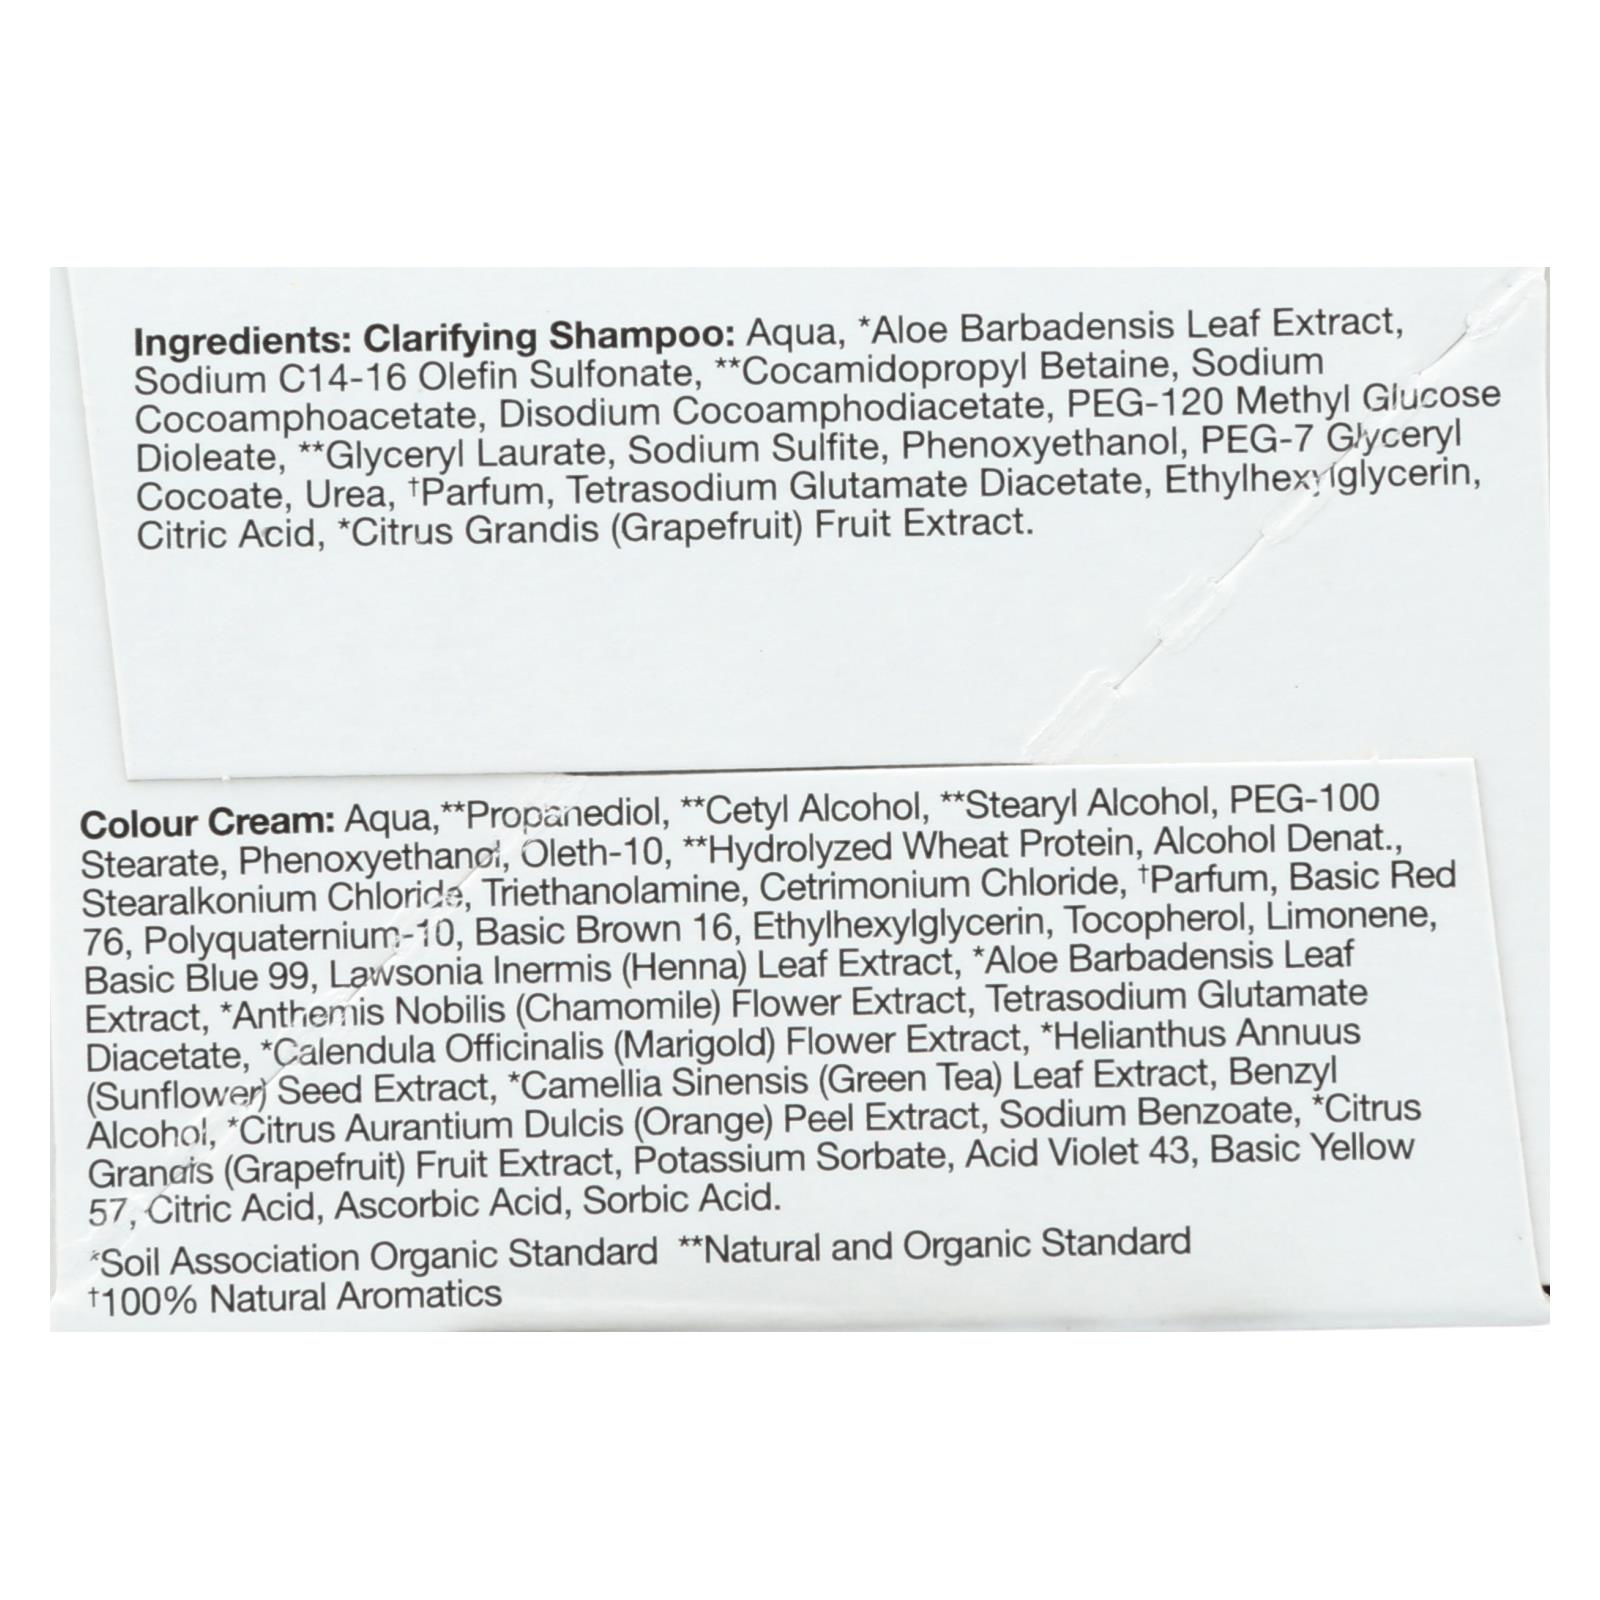 Ingredients: Clarifying Shampoo: Aqua, *Aloe Barbadensis Leaf Extract,
Sodium C14-16 Olefin Sulfonate, **Cocamidopropyl Betaine, Sodium
Cocoamphoacetate, Disodium Cocoamphodiacetate, PEG-120 Methyl Glucose
Dioleate, **Glyceryl Laurate, Sodium Sulfite, Phenoxyethanol, PEG-7 Glyceryl
Cocoate, Urea, †Parfum, Tetrasodium Glutamate Diacetate, Ethylhexylglycerin,
Citric Acid, *Citrus Grandis (Grapefruit) Fruit Extract.
Colour Cream: Aqua,**Propanediol, **Cetyl Alcohol, **Stearyl Alcohol, PEG-100
Stearate, Phenoxyethanol, Oleth-10, **Hydrolyzed Wheat Protein, Alcohol Denat.,
Stearalkonium Chloride, Triethanolamine, Cetrimonium Chloride, †Parfum, Basic Red
76, Polyquaternium-10, Basic Brown 16, Ethylhexylglycerin, Tocopherol, Limonene,
Basic Blue 99, Lawsonia Inermis (Henna) Leaf Extract, *Aloe Barbadensis Leaf
Extract, *Anthemis Nobilis (Chamomile) Flower Extract, Tetrasodium Glutamate
Diacetate, *Calendula Officinalis (Marigold) Flower Extract, *Helianthus Annuus
(Sunflower) Seed Extract, *Camellia Sinensis (Green Tea) Leaf Extract, Benzyl
Alcohol, *Citrus Aurantium Dulcis (Orange) Peel Extract, Sodium Benzoate, *Citrus
Grandis (Grapefruit) Fruit Extract, Potassium Sorbate, Acid Violet 43, Basic Yellow
57, Citric Acid, Ascorbic Acid, Sorbic Acid.
*Soil Association Organic Standard **Natural and Organic Standard
†100% Natural Aromatics